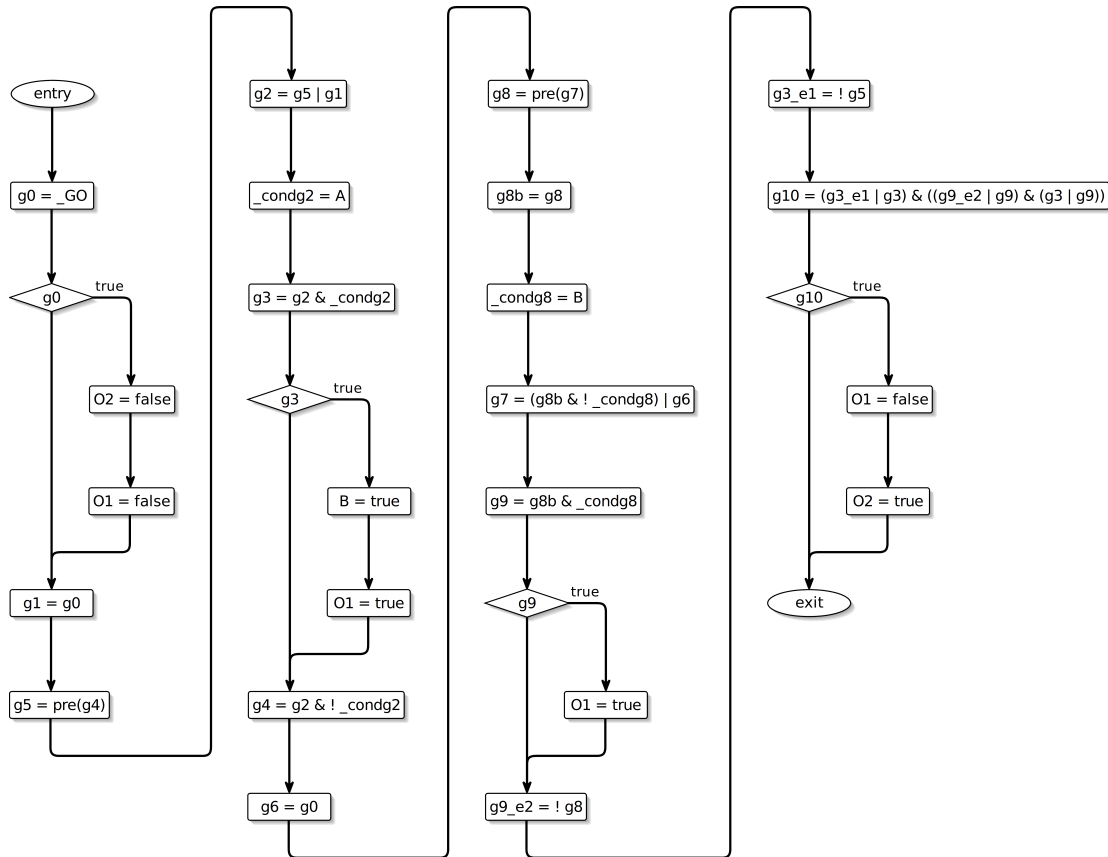 entry
g0 = _GO
true
g0
O2 = false
O1 = false
g1 = g0
g5 = pre(g4)
g2 = g5 | g1
_condg2 = A
g3 = g2 & _condg2
true
g3
B = true
O1 = true
g4 = g2 & ! _condg2
g6 = g0
g8 = pre(g7)
g8b = g8
_condg8 = B
g7 = (g8b & ! _condg8) | g6
g9 = g8b & _condg8
true
g9
O1 = true
g9_e2 = ! g8
g3_e1 = ! g5
g10 = (g3_e1 | g3) & ((g9_e2 | g9) & (g3 | g9))
true
g10
O1 = false
O2 = true
exit